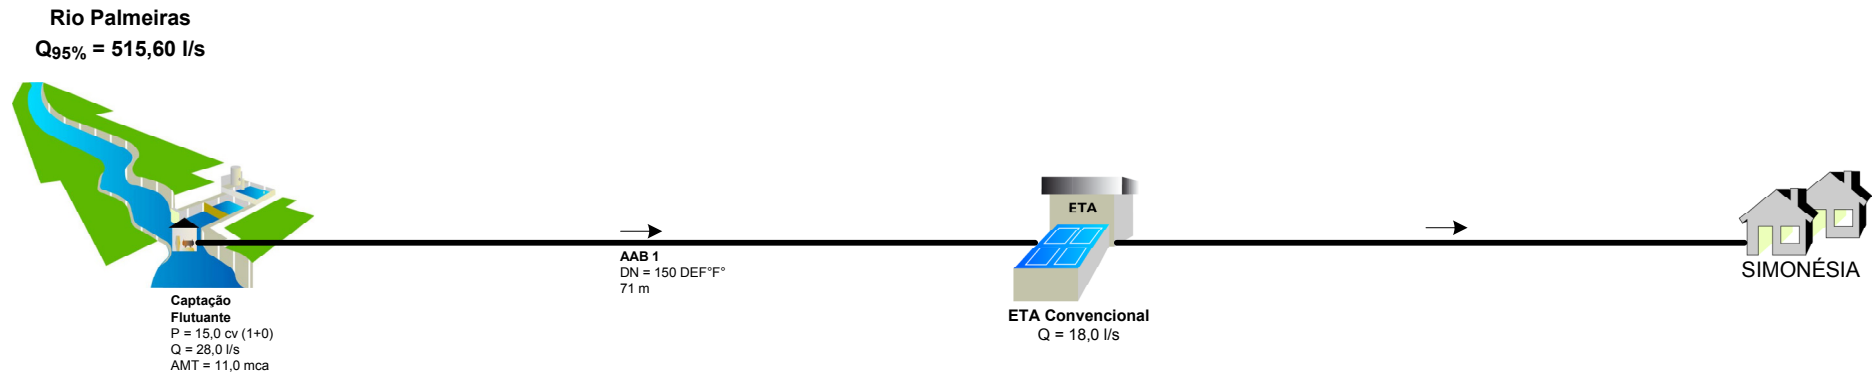 Rio Palmeiras
Q95% = 515,60 l/s
Captação
Flutuante
P = 15,0 cv (1+0)
Q = 28,0 l/s
AMT = 11,0 mca
AAB 1
DN = 150 DEF°F°
71 m
ETA
ETA Convencional
Q = 18,0 l/s
SIMONÉSIA